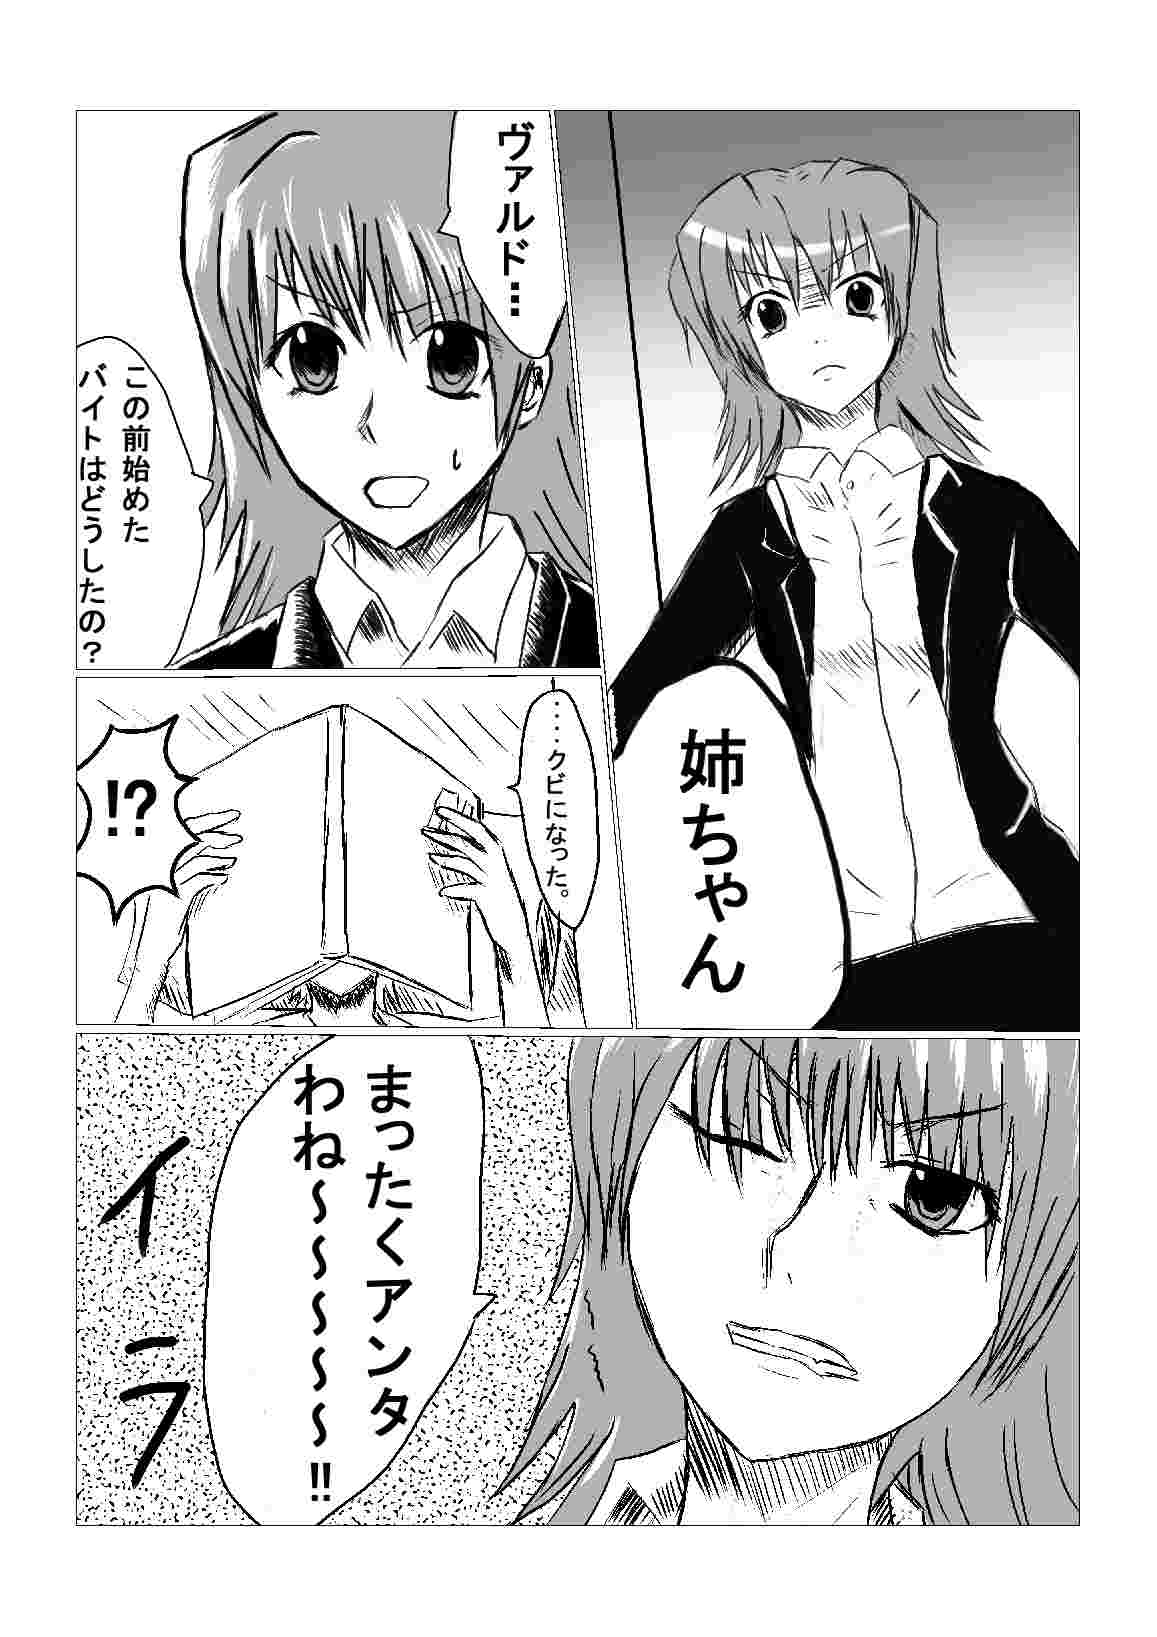 姉ちゃん
ヴァルド…
この前始めた
バイトはどうしたの？
‥‥クビになった。
!?
まったくアンタ
わね～～～～～～!!
イラ